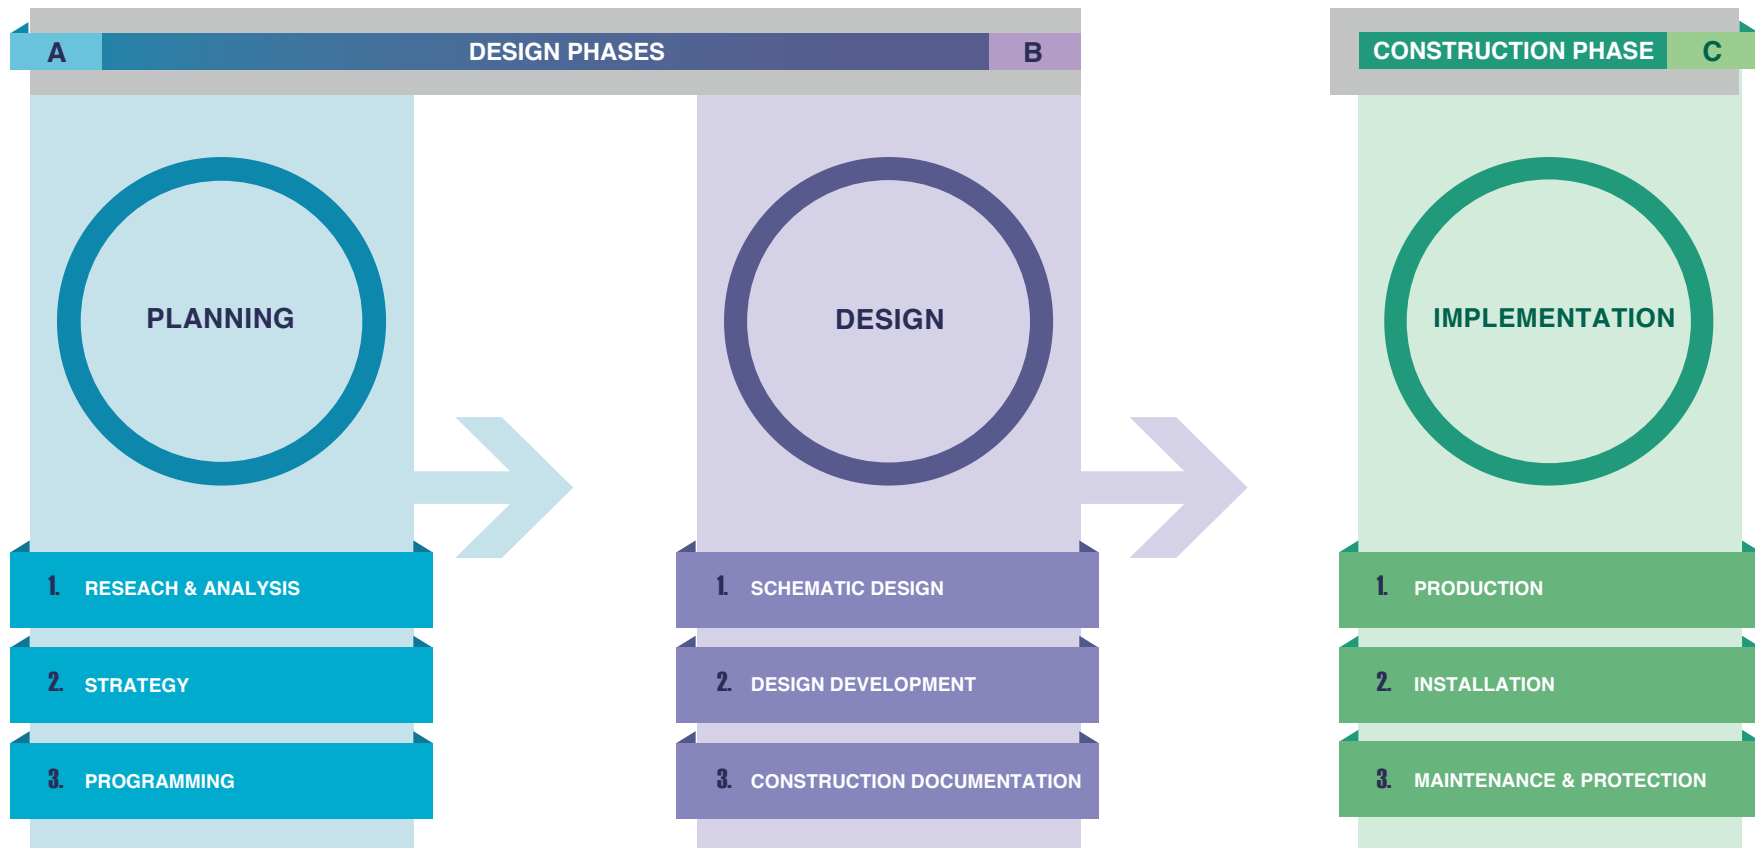 A DESIGN PHASES B
CONSTRUCTION PHASE C
PLANNING
1. RESEACH & ANALYSIS
2. STRATEGY
3. PROGRAMMING
DESIGN
1. SCHEMATIC DESIGN
2. DESIGN DEVELOPMENT
3. CONSTRUCTION DOCUMENTATION
IMPLEMENTATION
1. PRODUCTION
2. INSTALLATION
3. MAINTENANCE & PROTECTION